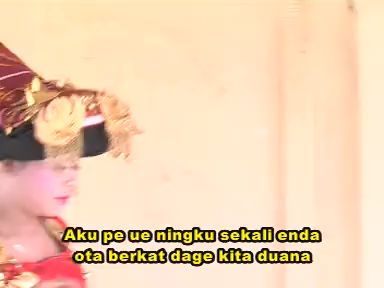 Aku pe ue ningku sekali enda
ota berkat dage kita duana